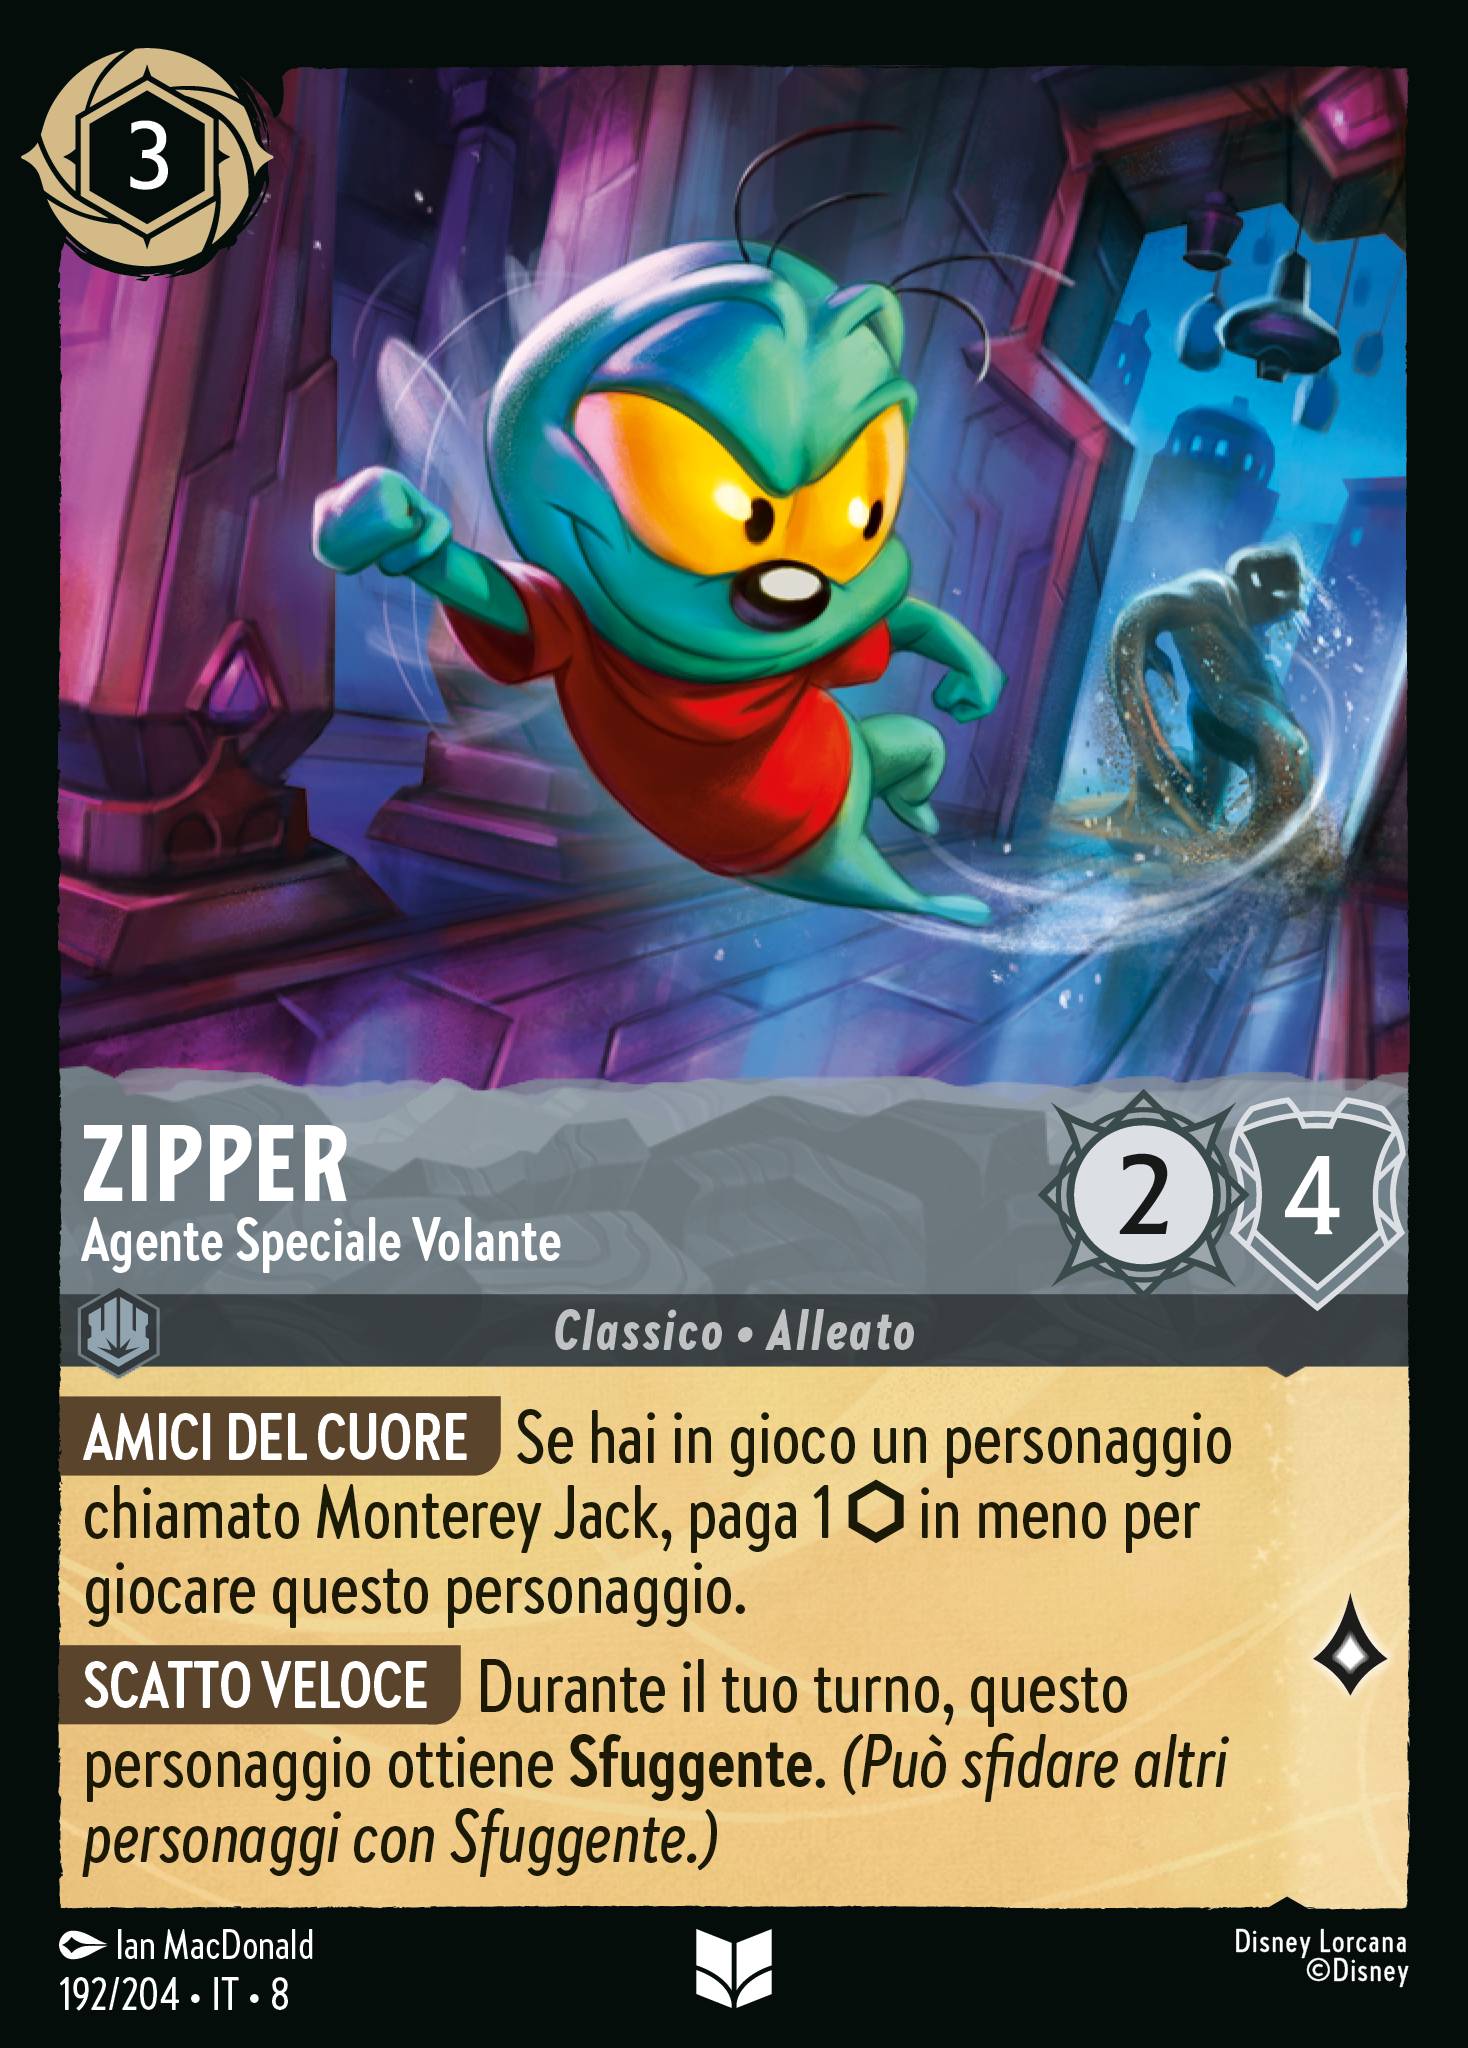 3
ZIPPER
Agente Speciale Volante
2
4
Classico • Alleato
AMICI DEL CUORE Se hai in gioco un personaggio
chiamato Monterey Jack, paga 1 ⬡ in meno per
giocare questo personaggio.
SCATTO VELOCE Durante il tuo turno, questo
personaggio ottiene Sfuggente. (Può sfidare altri
personaggi con Sfuggente.)
Ian MacDonald
192/204 • IT • 8
Disney Lorcana
©Disney